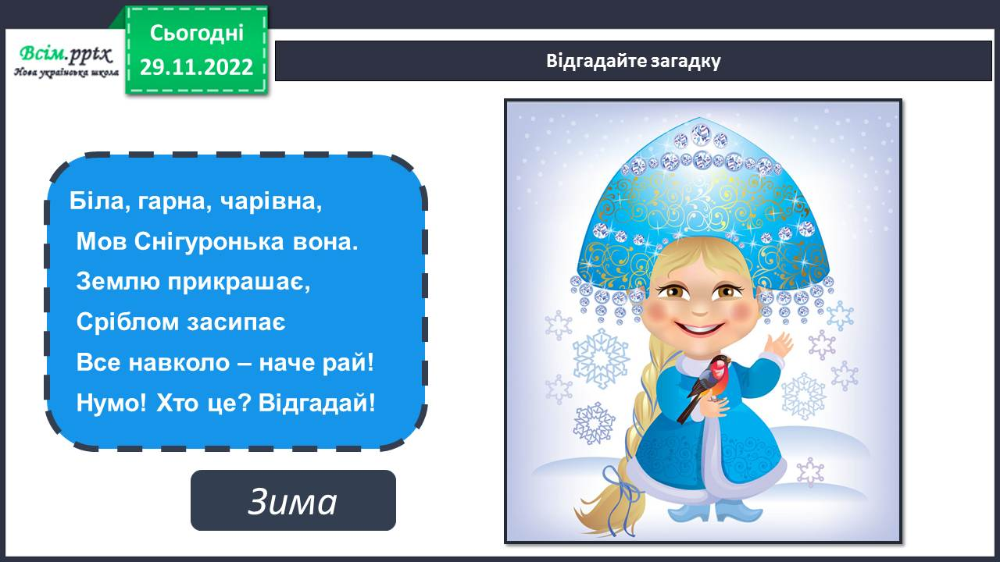 Всім.pptx
Нова українська школа
Сьогодні
29.11.2022
Відгадайте загадку
Біла, гарна, чарівна,
Мов Снігуронька вона.
Землю прикрашає,
Сріблом засипає
Все навколо – наче рай!
Нумо! Хто це? Відгадай!
Зима